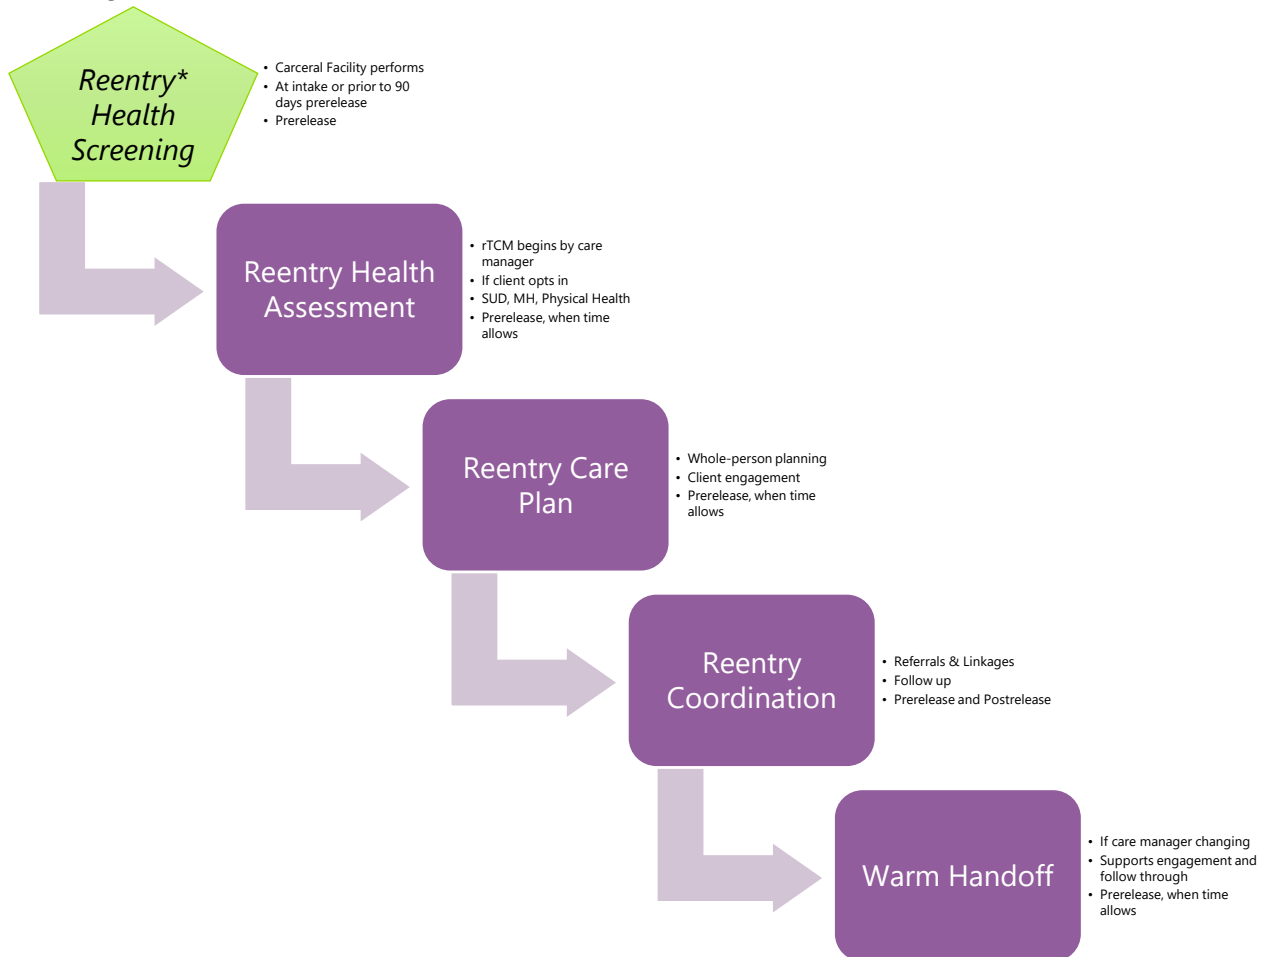 Reentry*
Health
Screening
• Carceral Facility performs
• At intake or prior to 90
days prerelease
• Prerelease
Reentry Health
Assessment
• rTCM begins by care
manager
• If client opts in
• SUD, MH, Physical Health
• Prerelease, when time
allows
Reentry Care
Plan
• Whole-person planning
• Client engagement
• Prerelease, when time
allows
Reentry
Coordination
• Referrals & Linkages
• Follow up
• Prerelease and Postrelease
Warm Handoff
• If care manager changing
• Supports engagement and
follow through
• Prerelease, when time
allows